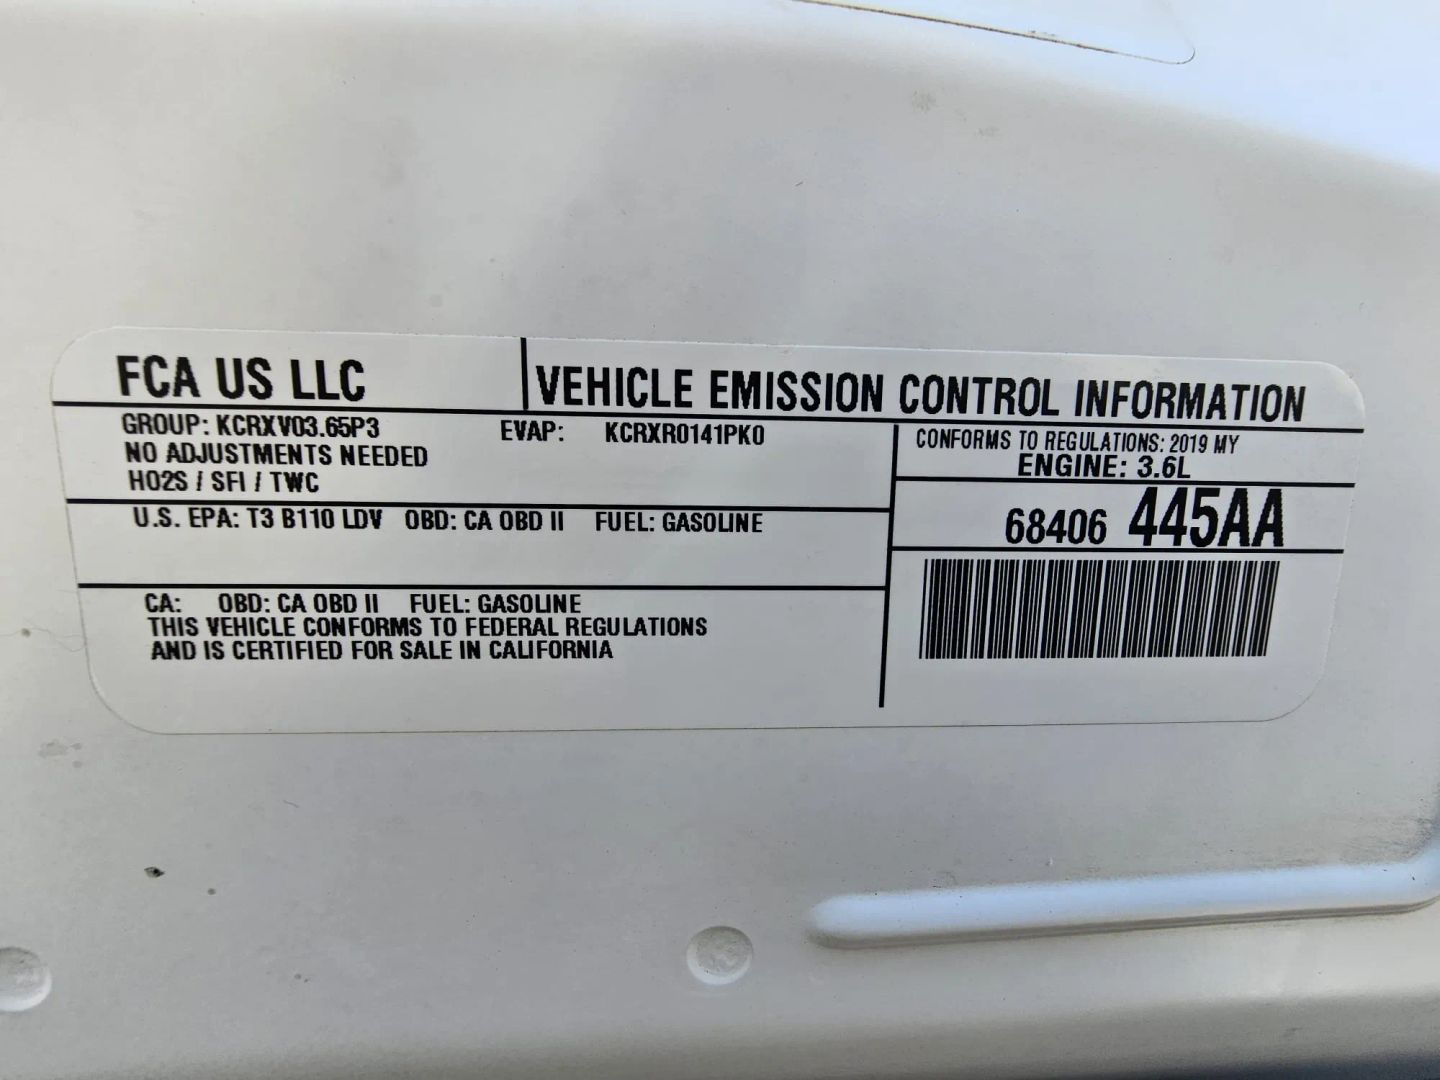 FCA US LLC
VEHICLE EMISSION CONTROL INFORMATION
GROUP: KCRXV03.65P3 EVAP: KCRXR0141PK0
NO ADJUSTMENTS NEEDED
HO2S / SFI / TWC
CONFORMS TO REGULATIONS: 2019 MY
ENGINE: 3.6L
68406 445AA
U.S. EPA: T3 B110 LDV OBD: CA OBD II FUEL: GASOLINE
CA: OBD: CA OBD II FUEL: GASOLINE
THIS VEHICLE CONFORMS TO FEDERAL REGULATIONS
AND IS CERTIFIED FOR SALE IN CALIFORNIA